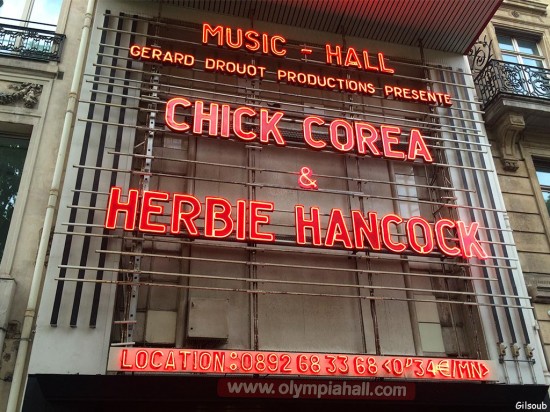 MUSIC - HALL
GERARD DROUOT PRODUCTIONS PRESENTE
CHICK COREA
&
HERBIE HANCOCK
LOCATION: 0892 68 33 68 <0"34€/MN>
www.olympiahall.com
Gilsoub